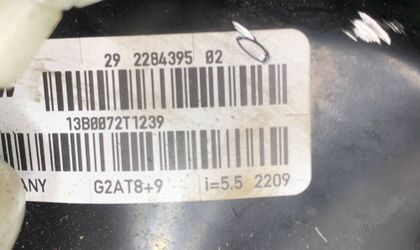 29 2284395 02
13B0072T1239
ANY G2AT8+9 i=5.5 2209